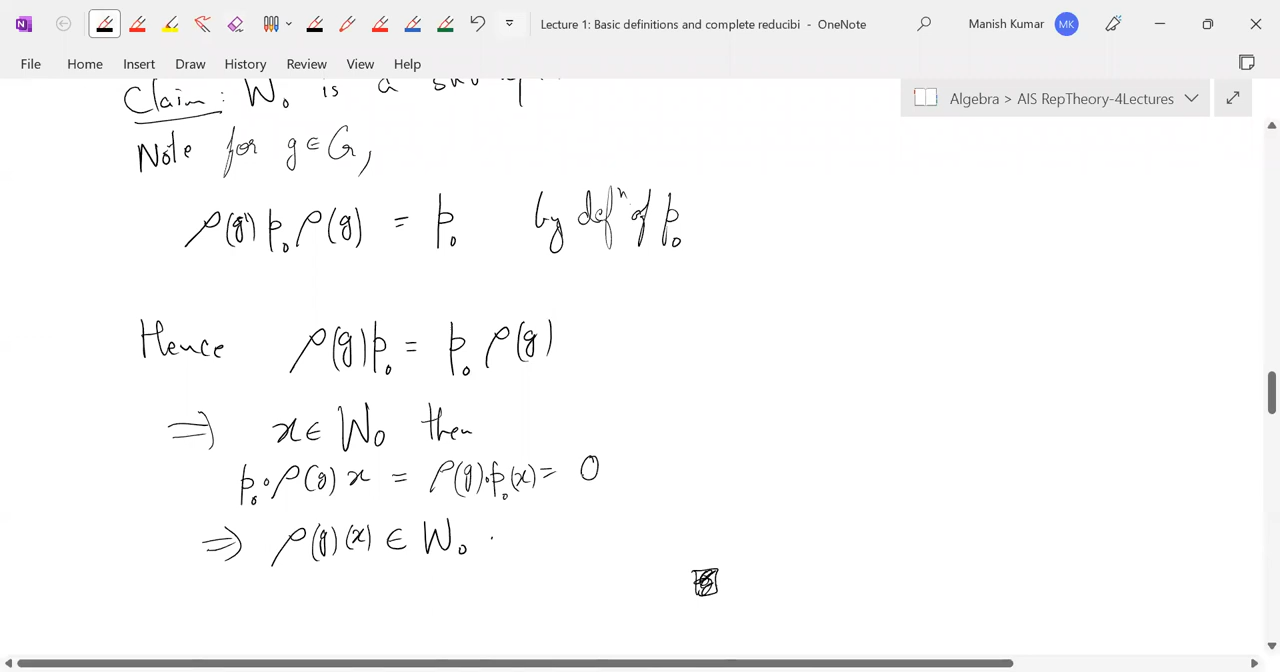 Lecture 1: Basic definitions and complete reducibi - OneNote
Manish Kumar
MK
File Home Insert Draw History Review View Help
Algebra > AIS RepTheory-4Lectures
Claim: W₀ is a
Note for g ∈ G,
ρ(g⁻¹) p₀ ρ(g) = p₀ by defⁿ of p₀
Hence ρ(g) p₀ = p₀ ρ(g)
⇒ x ∈ W₀ then
p₀∘ρ(g) x = ρ(g)∘p₀(x) = 0
⇒ ρ(g)(x) ∈ W₀.